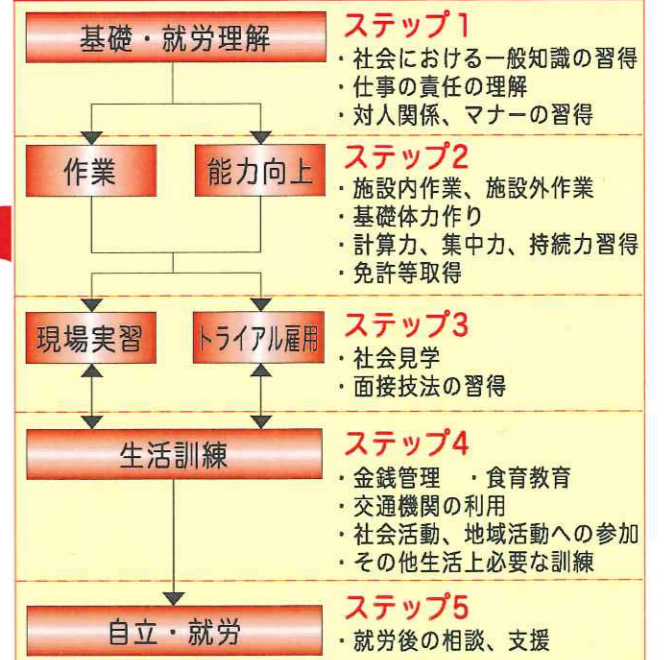 基礎・就労理解
ステップ1
・社会における一般知識の習得
・仕事の責任の理解
・対人関係、マナーの習得
作業
能力向上
ステップ2
・施設内作業、施設外作業
・基礎体力作り
・計算力、集中力、持続力習得
・免許等取得
現場実習
トライアル雇用
ステップ3
・社会見学
・面接技法の習得
生活訓練
ステップ4
・金銭管理　・食育教育
・交通機関の利用
・社会活動、地域活動への参加
・その他生活上必要な訓練
自立・就労
ステップ5
・就労後の相談、支援